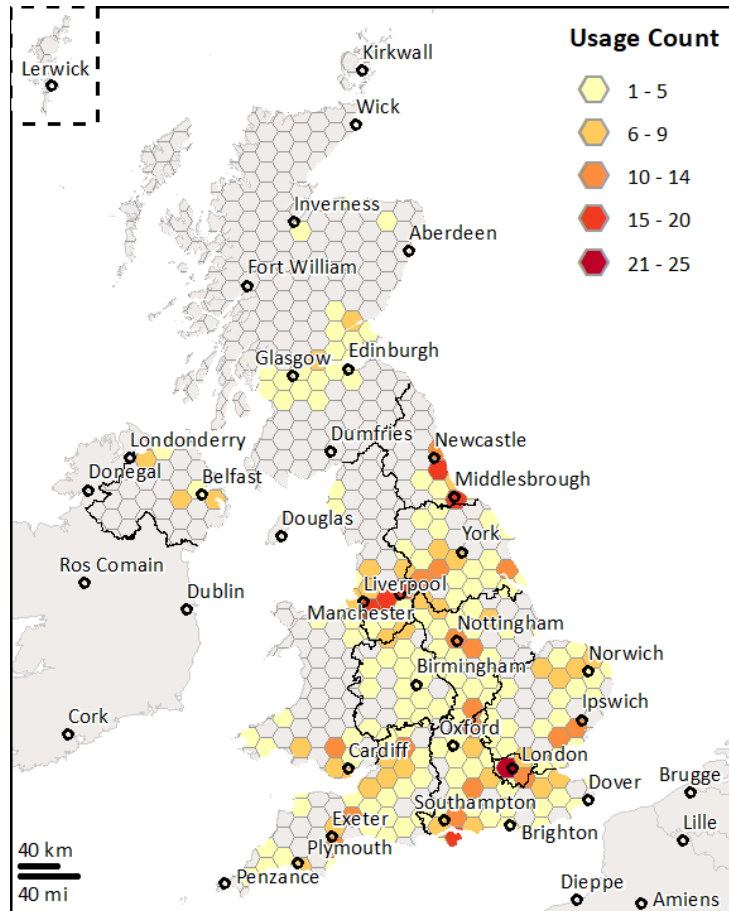 Usage Count
1 - 5
6 - 9
10 - 14
15 - 20
21 - 25
Lerwick
Kirkwall
Wick
Inverness
Aberdeen
Fort William
Glasgow
Edinburgh
Londonderry
Dumfries
Newcastle
Donegal
Belfast
Middlesbrough
Douglas
York
Ros Comain
Liverpool
Dublin
Manchester
Nottingham
Norwich
Birmingham
Ipswich
Cork
Oxford
Cardiff
London
Dover
Brugge
Southampton
Exeter
Brighton
Lille
Plymouth
Penzance
40 km
40 mi
Dieppe
Amiens